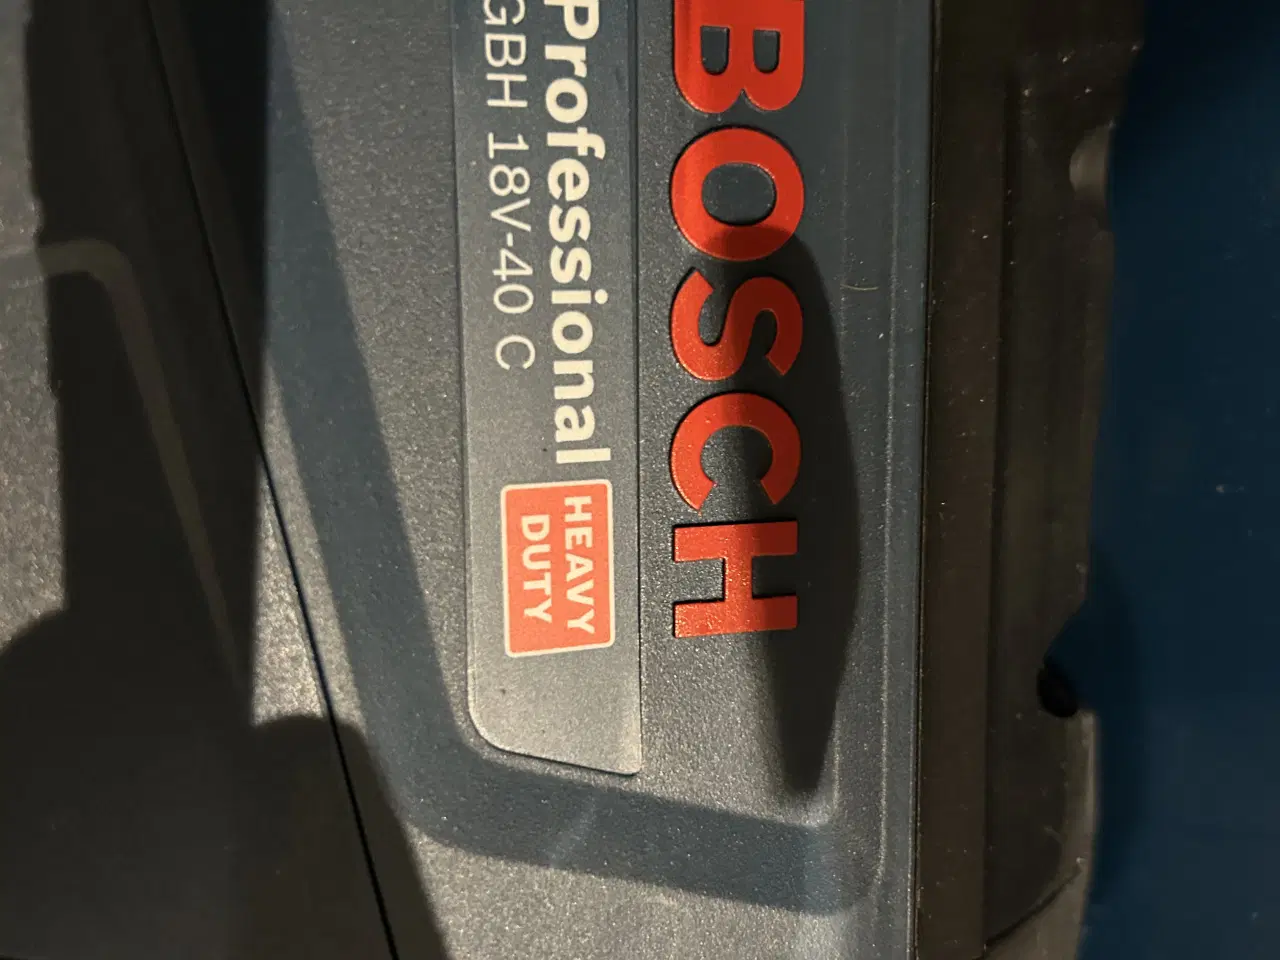 BOSCH
Professional
GBH 18V-40 C
HEAVY
DUTY